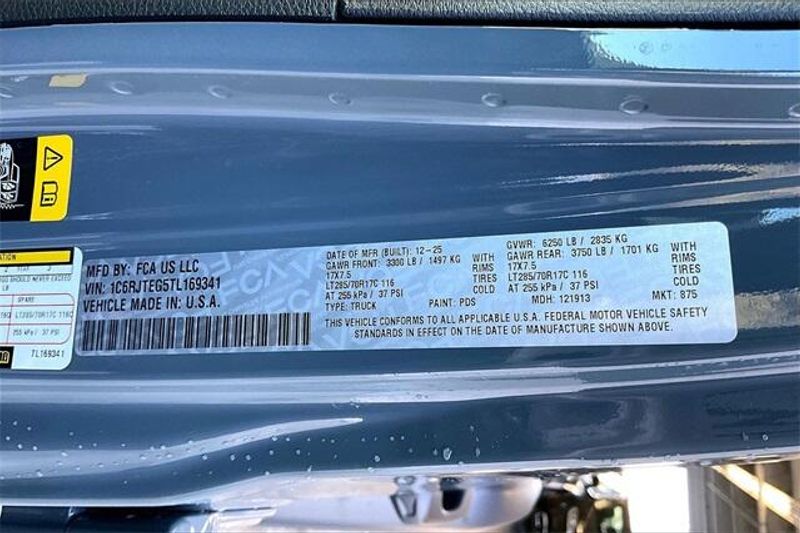 MFD BY: FCA US LLC
VIN: 1C6RJTEG5TL169341
VEHICLE MADE IN: U.S.A.
DATE OF MFR (BUILT): 12-25
GAWR FRONT: 3300 LB / 1497 KG WITH
17X7.5 RIMS
LT285/70R17C 116 TIRES
AT 255 kPa / 37 PSI COLD
TYPE: TRUCK PAINT: PDS
GVWR: 6250 LB / 2835 KG
GAWR REAR: 3750 LB / 1701 KG WITH
17X7.5 RIMS
LT285/70R17C 116 TIRES
AT 255 kPa / 37 PSI COLD
MDH: 121913 MKT: 875
THIS VEHICLE CONFORMS TO ALL APPLICABLE U.S.A. FEDERAL MOTOR VEHICLE SAFETY
STANDARDS IN EFFECT ON THE DATE OF MANUFACTURE SHOWN ABOVE.
SHOULD NEVER EXCEED
SPARE
LT285/70R17C 116Q
255 kPa / 37 PSI
TL169341